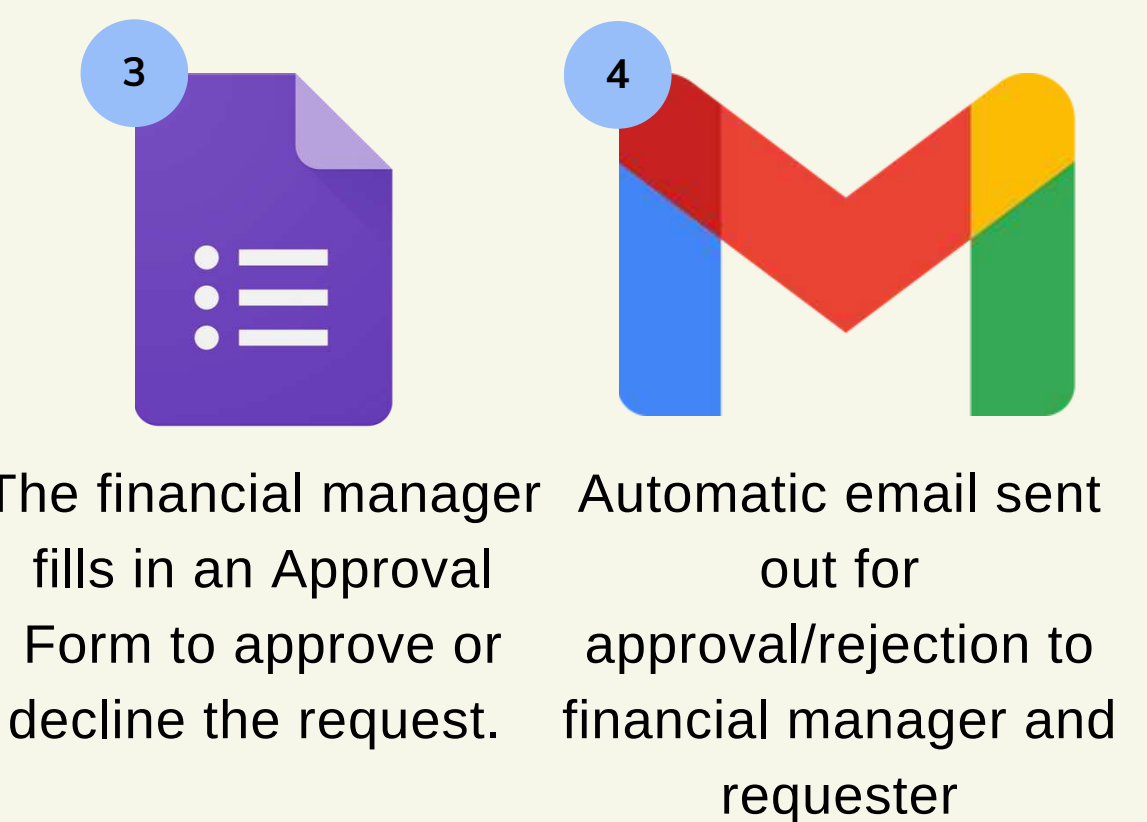 3
The financial manager
fills in an Approval
Form to approve or
decline the request.
4
Automatic email sent
out for
approval/rejection to
financial manager and
requester